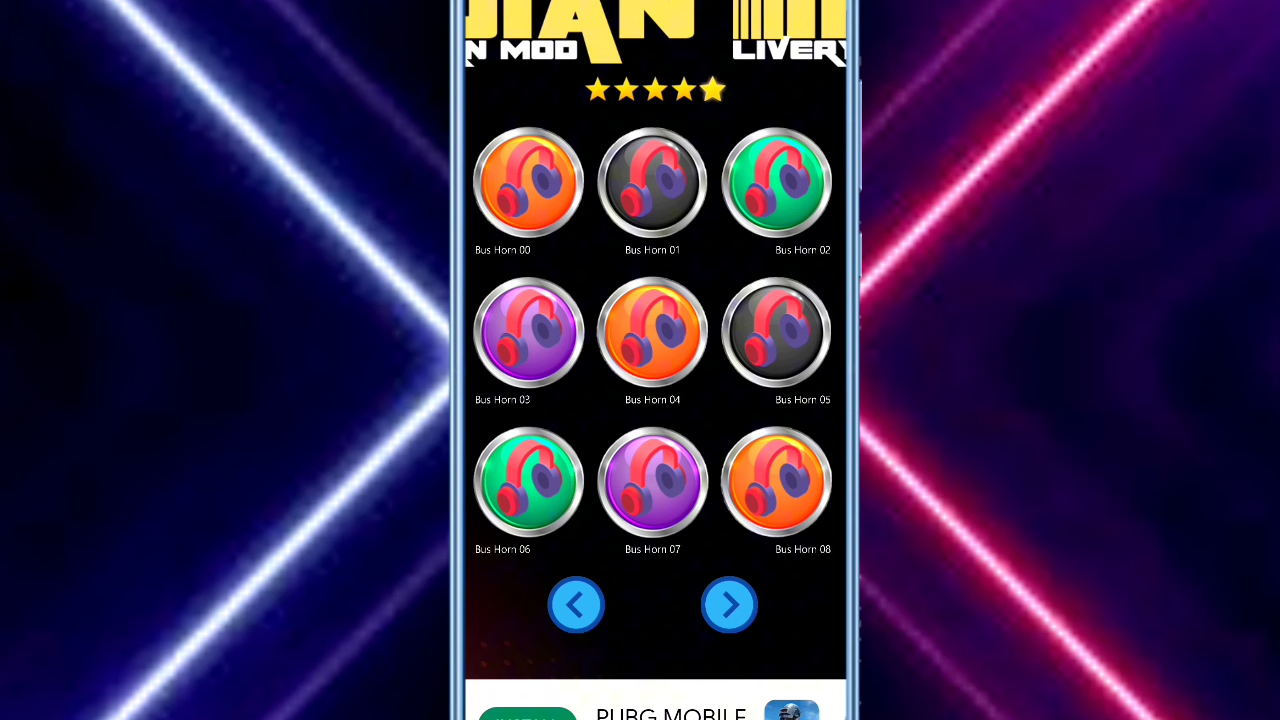 N MOD
LIVERY
Bus Horn 00
Bus Horn 01
Bus Horn 02
Bus Horn 03
Bus Horn 04
Bus Horn 05
Bus Horn 06
Bus Horn 07
Bus Horn 08
PUBG MOBILE